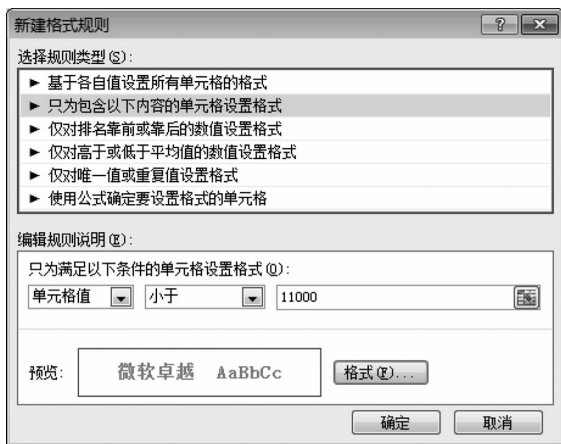 新建格式规则
选择规则类型(S):
► 基于各自值设置所有单元格的格式
► 只为包含以下内容的单元格设置格式
► 仅对排名靠前或靠后的数值设置格式
► 仅对高于或低于平均值的数值设置格式
► 仅对唯一值或重复值设置格式
► 使用公式确定要设置格式的单元格
编辑规则说明(E):
只为满足以下条件的单元格设置格式(O):
单元格值 小于 11000
预览: 微软卓越 AaBbCc 格式(F)...
确定 取消